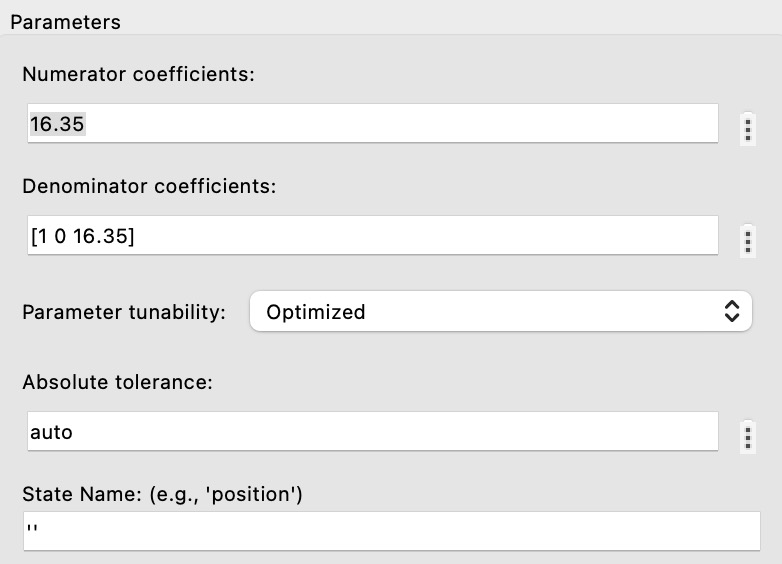 Parameters
Numerator coefficients:
16.35
Denominator coefficients:
[1 0 16.35]
Parameter tunability: Optimized
Absolute tolerance:
auto
State Name: (e.g., 'position')
''